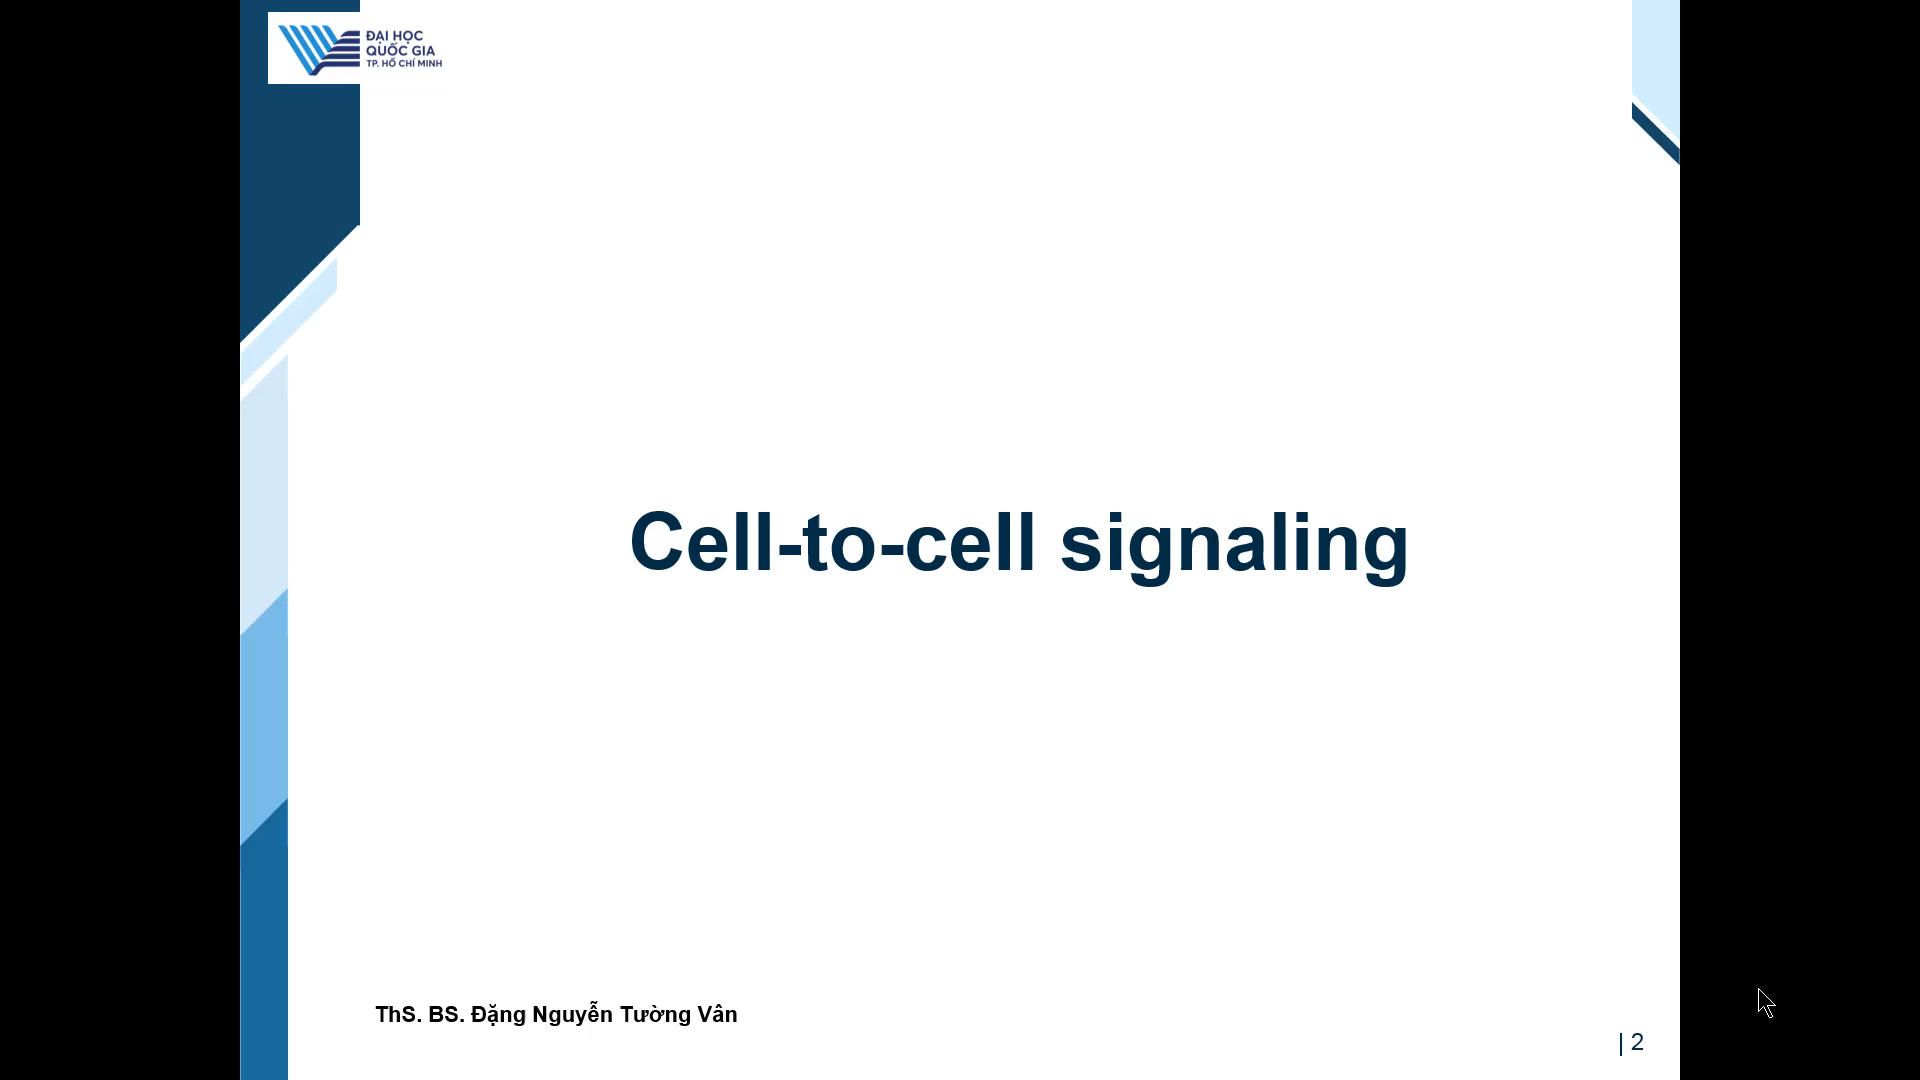 ĐẠI HỌC
QUỐC GIA
TP. HỒ CHÍ MINH
Cell-to-cell signaling
ThS. BS. Đặng Nguyễn Tường Vân
| 2